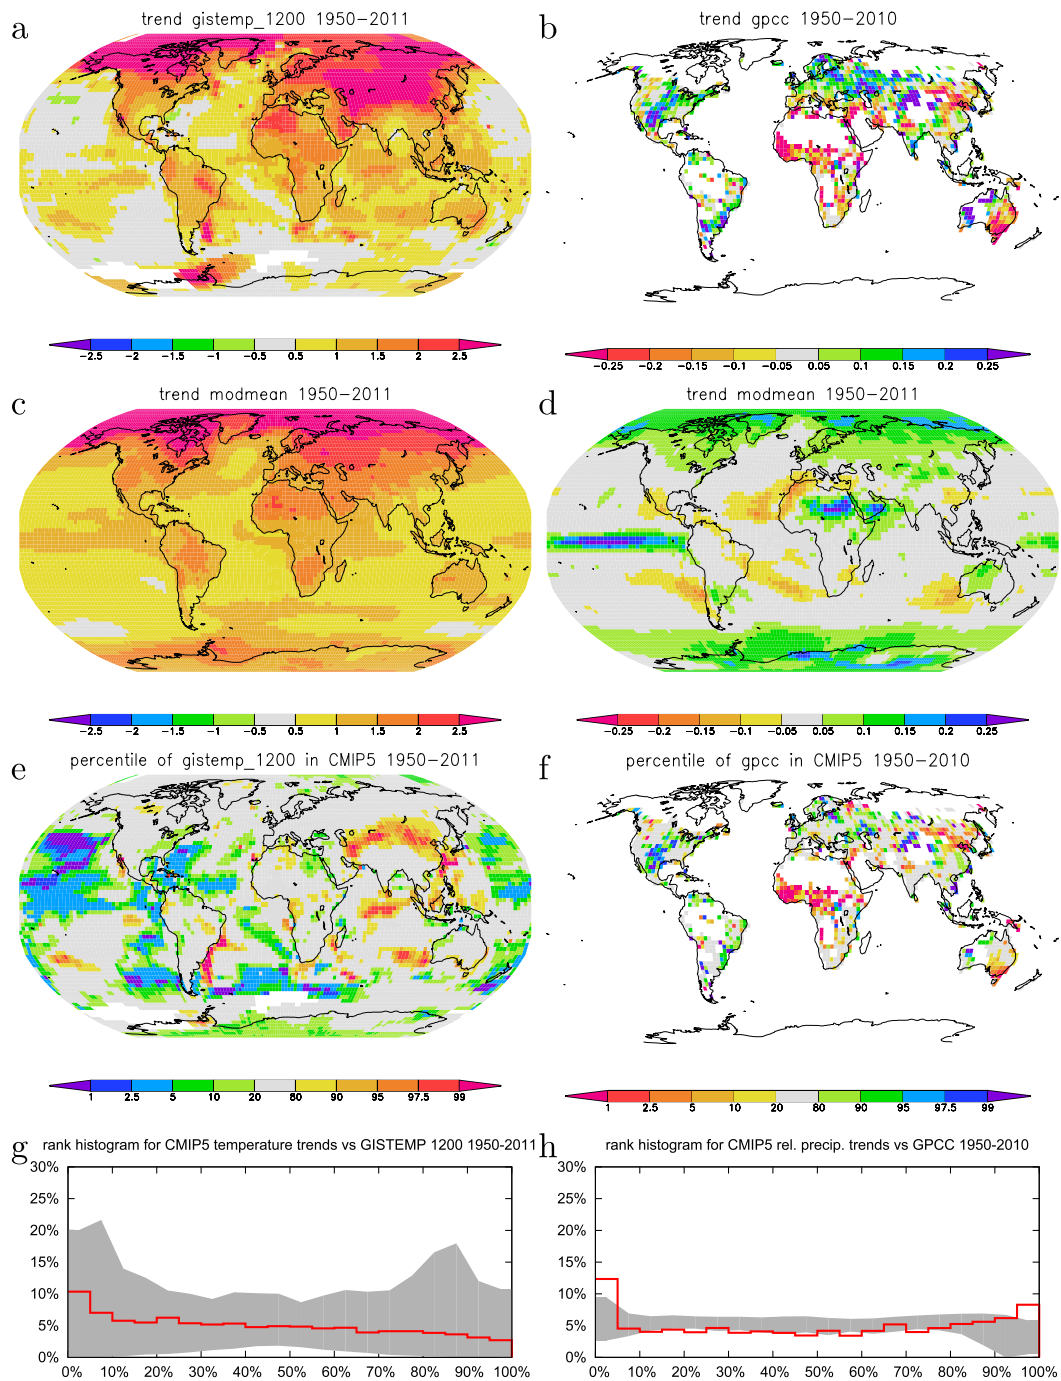 a trend gistemp_1200 1950-2011
b trend gpcc 1950-2010
-2.5 -2 -1.5 -1 -0.5 0.5 1 1.5 2 2.5
-0.25 -0.2 -0.15 -0.1 -0.05 0.05 0.1 0.15 0.2 0.25
c trend modmean 1950-2011
d trend modmean 1950-2011
-2.5 -2 -1.5 -1 -0.5 0.5 1 1.5 2 2.5
-0.25 -0.2 -0.15 -0.1 -0.05 0.05 0.1 0.15 0.2 0.25
e percentile of gistemp_1200 in CMIP5 1950-2011
f percentile of gpcc in CMIP5 1950-2010
1 2.5 5 10 20 80 90 95 97.5 99
1 2.5 5 10 20 80 90 95 97.5 99
g rank histogram for CMIP5 temperature trends vs GISTEMP 1200 1950-2011
30%
25%
20%
15%
10%
5%
0%
0% 10% 20% 30% 40% 50% 60% 70% 80% 90% 100%
h rank histogram for CMIP5 rel. precip. trends vs GPCC 1950-2010
30%
25%
20%
15%
10%
5%
0%
0% 10% 20% 30% 40% 50% 60% 70% 80% 90% 100%